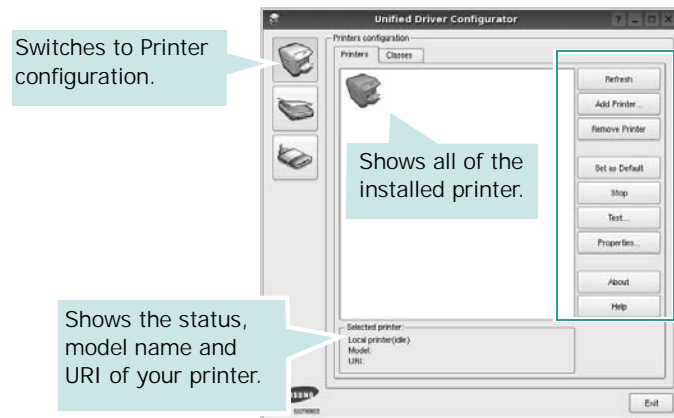 Unified Driver Configurator
Switches to Printer
configuration.
Printers configuration
Printers
Classes
Refresh
Add Printer...
Remove Printer
Shows all of the
installed printer.
Set as Default
Stop
Test...
Properties...
About
Help
Shows the status,
model name and
URI of your printer.
Selected printer:
Local printer(idle)
Model:
URI:
SUNG
ELECTRONICS
Exit